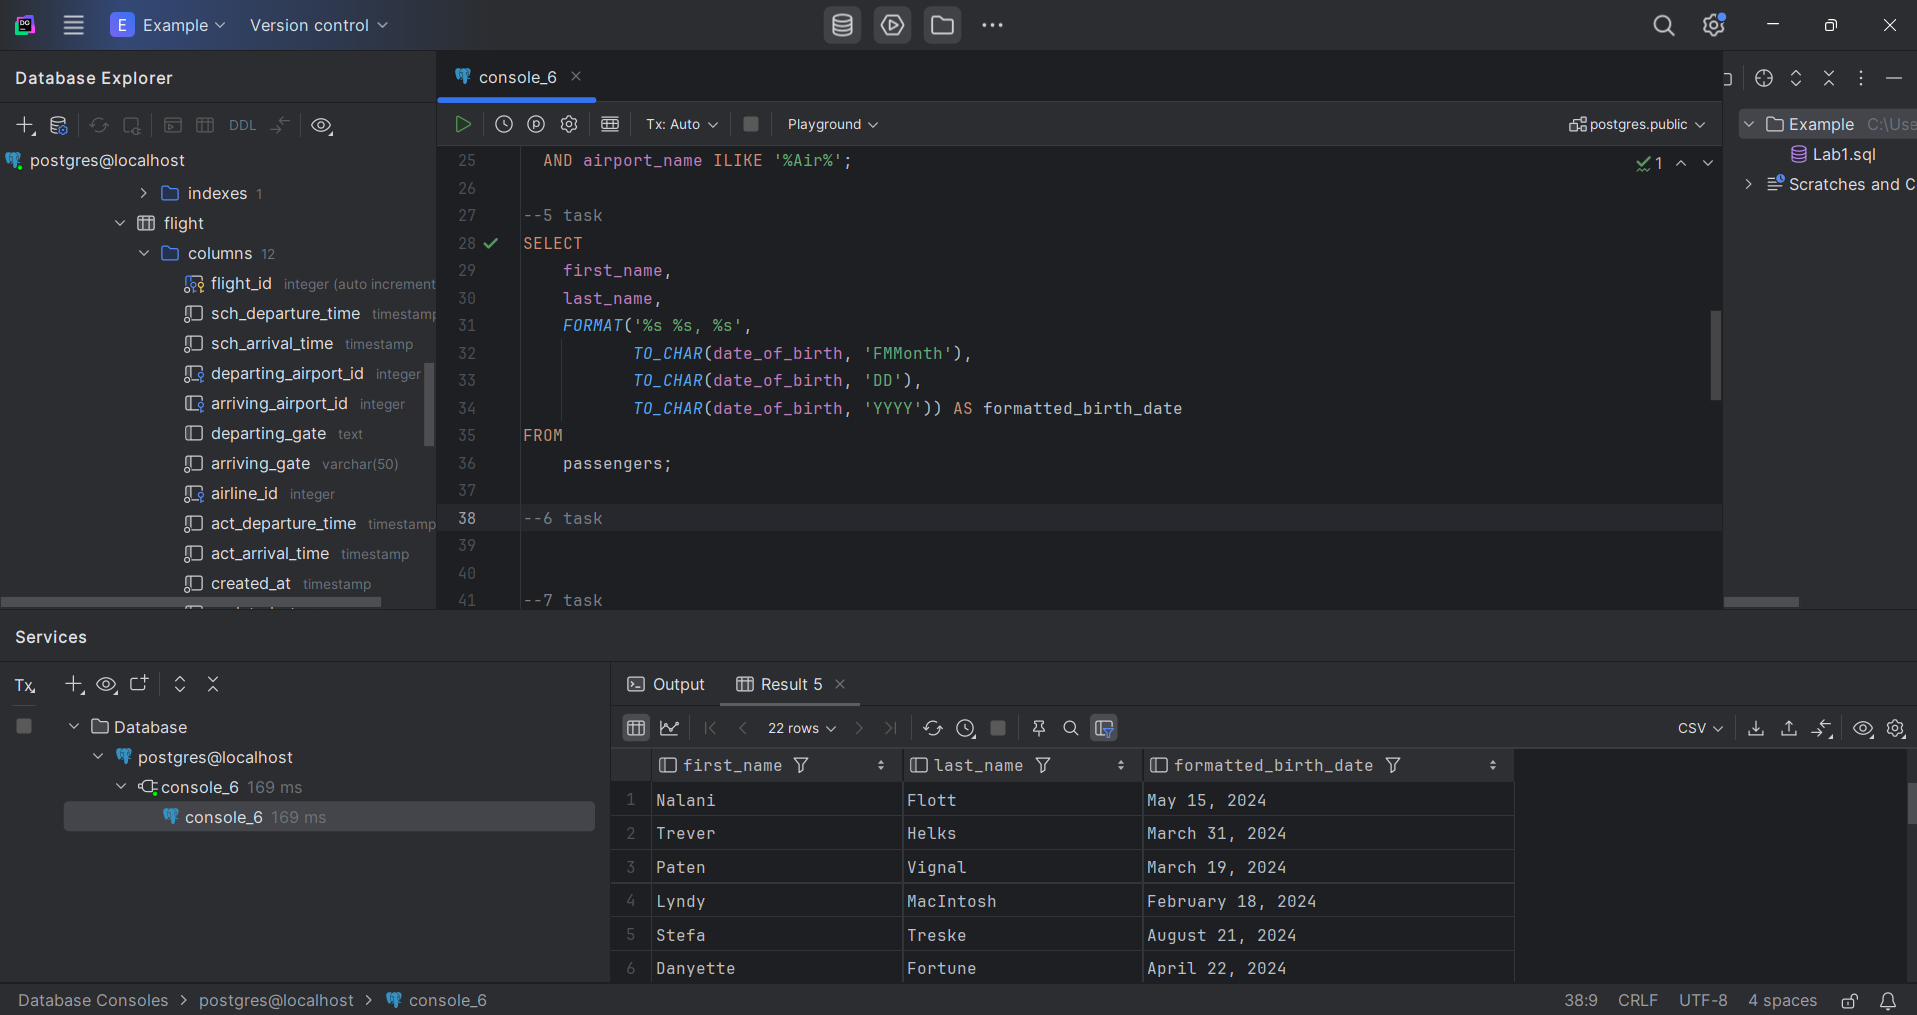 E Example Version control
Database Explorer
DDL
postgres@localhost
indexes 1
flight
columns 12
flight_id integer (auto increment
sch_departure_time timestamp
sch_arrival_time timestamp
departing_airport_id integer
arriving_airport_id integer
departing_gate text
arriving_gate varchar(50)
airline_id integer
act_departure_time timestamp
act_arrival_time timestamp
created_at timestamp
console_6
Tx: Auto Playground postgres.public
1
25 AND airport_name ILIKE '%Air%';
26
27 --5 task
28 SELECT
29 first_name,
30 last_name,
31 FORMAT('%s %s, %s',
32 TO_CHAR(date_of_birth, 'FMMonth'),
33 TO_CHAR(date_of_birth, 'DD'),
34 TO_CHAR(date_of_birth, 'YYYY')) AS formatted_birth_date
35 FROM
36 passengers;
37
38 --6 task
39
40
41 --7 task
Example C:\Use
Lab1.sql
Scratches and C
Services
Tx
Database
postgres@localhost
console_6 169 ms
console_6 169 ms
Output Result 5
22 rows CSV
first_name last_name formatted_birth_date
1 Nalani Flott May 15, 2024
2 Trever Helks March 31, 2024
3 Paten Vignal March 19, 2024
4 Lyndy MacIntosh February 18, 2024
5 Stefa Treske August 21, 2024
6 Danyette Fortune April 22, 2024
Database Consoles > postgres@localhost > console_6 38:9 CRLF UTF-8 4 spaces